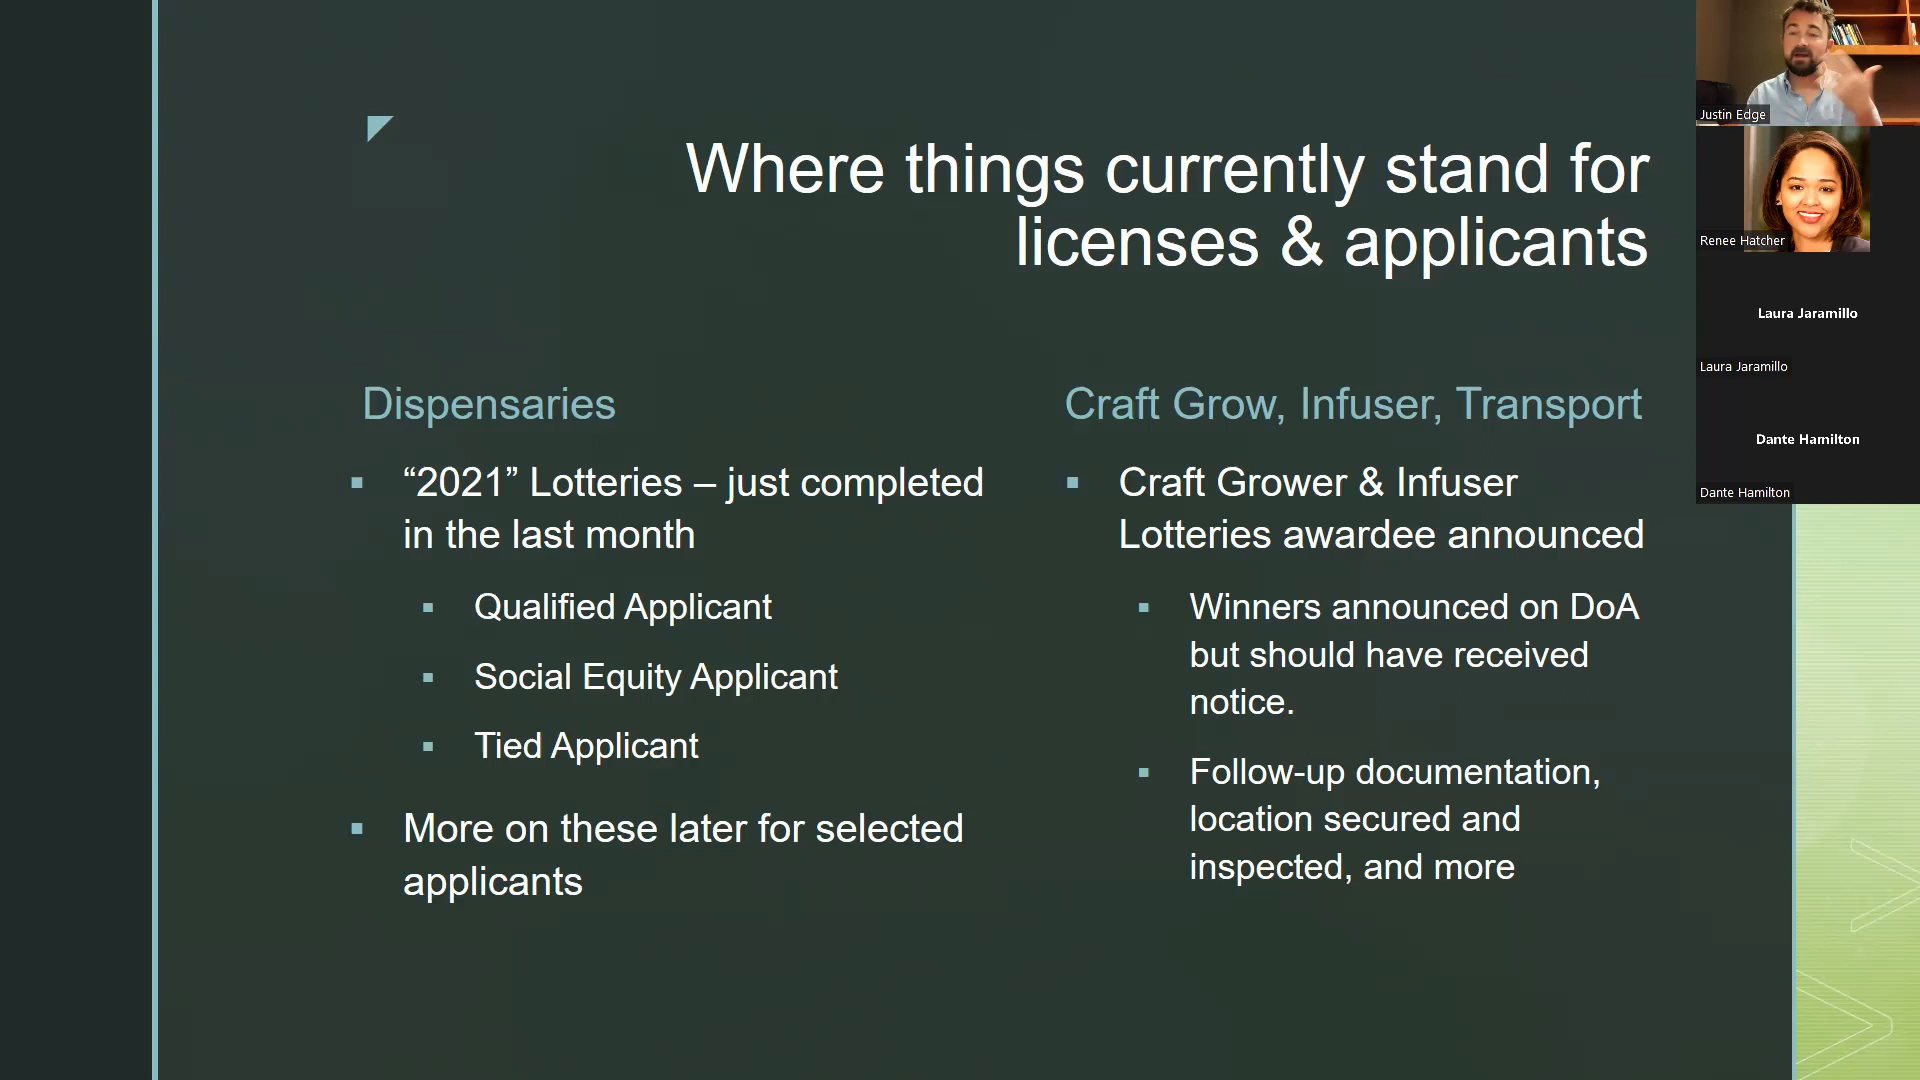 Where things currently stand for
licenses & applicants
Dispensaries
“2021” Lotteries – just completed
in the last month
Qualified Applicant
Social Equity Applicant
Tied Applicant
More on these later for selected
applicants
Craft Grow, Infuser, Transport
Craft Grower & Infuser
Lotteries awardee announced
Winners announced on DoA
but should have received
notice.
Follow-up documentation,
location secured and
inspected, and more
Justin Edge
Renee Hatcher
Laura Jaramillo
Laura Jaramillo
Dante Hamilton
Dante Hamilton